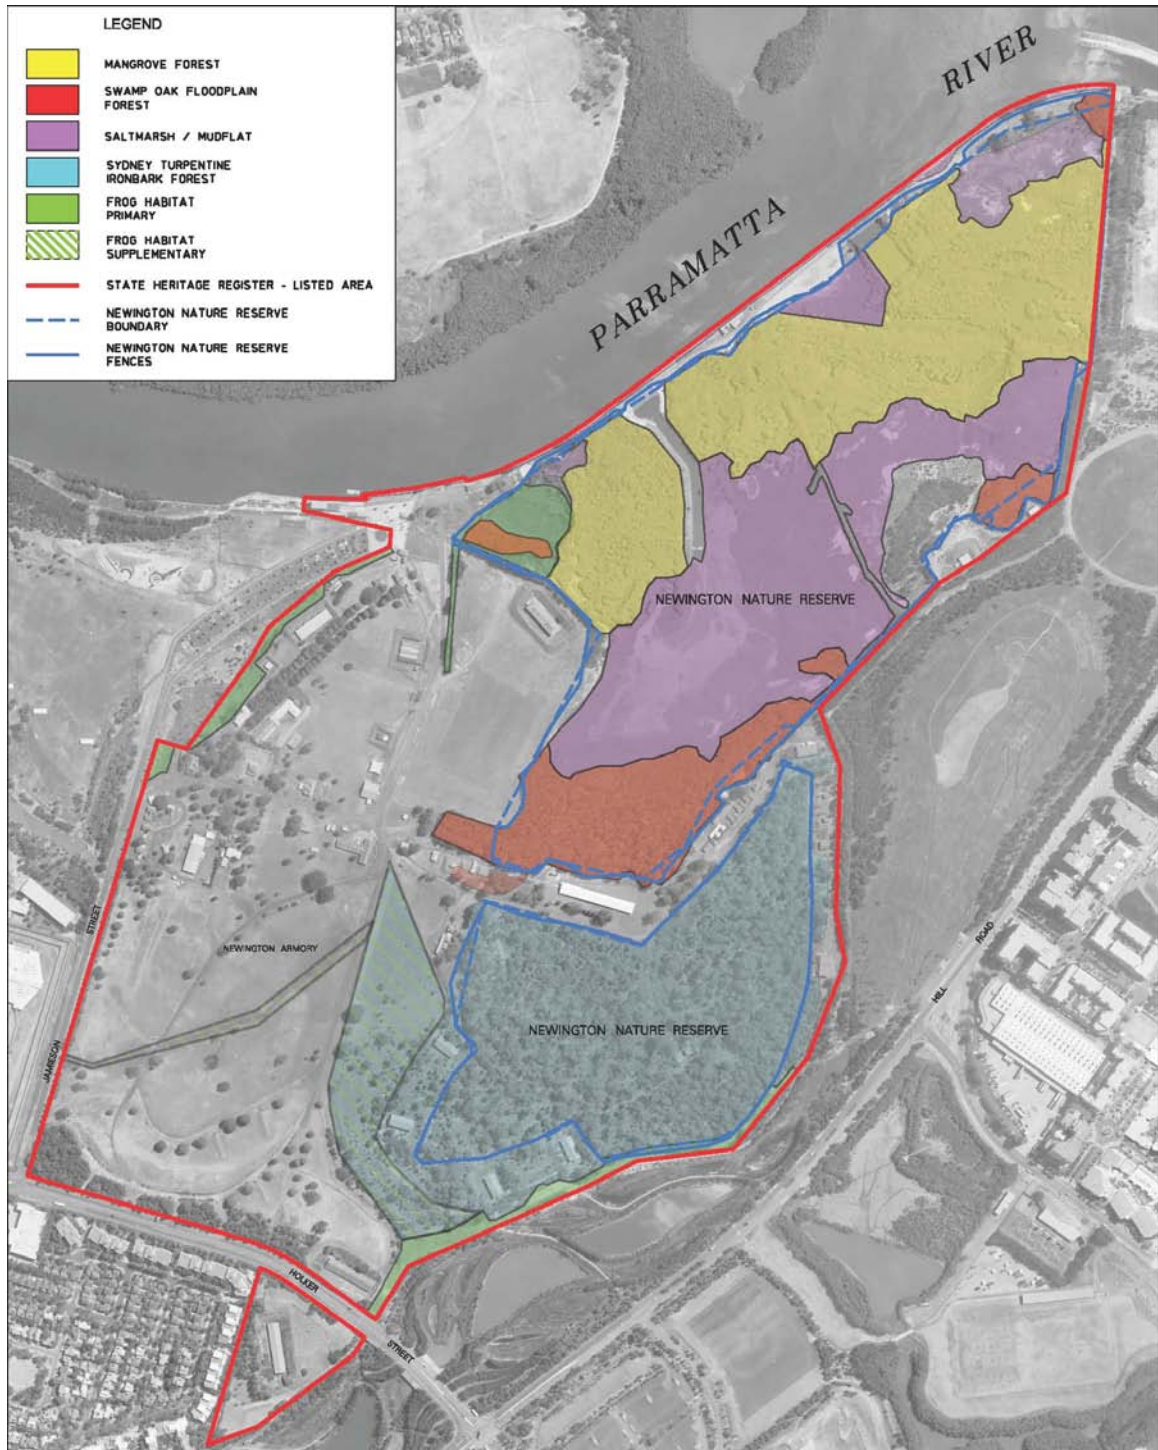 LEGEND
MANGROVE FOREST
SWAMP OAK FLOODPLAIN
FOREST
SALTMARSH / MUDFLAT
SYDNEY TURPENTINE
IRONBARK FOREST
FROG HABITAT
PRIMARY
FROG HABITAT
SUPPLEMENTARY
STATE HERITAGE REGISTER - LISTED AREA
NEWINGTON NATURE RESERVE
BOUNDARY
NEWINGTON NATURE RESERVE
FENCES
PARRAMATTA RIVER
NEWINGTON NATURE RESERVE
NEWINGTON ARMORY
NEWINGTON NATURE RESERVE
JAMIESON STREET
HILL ROAD
HOLKER STREET